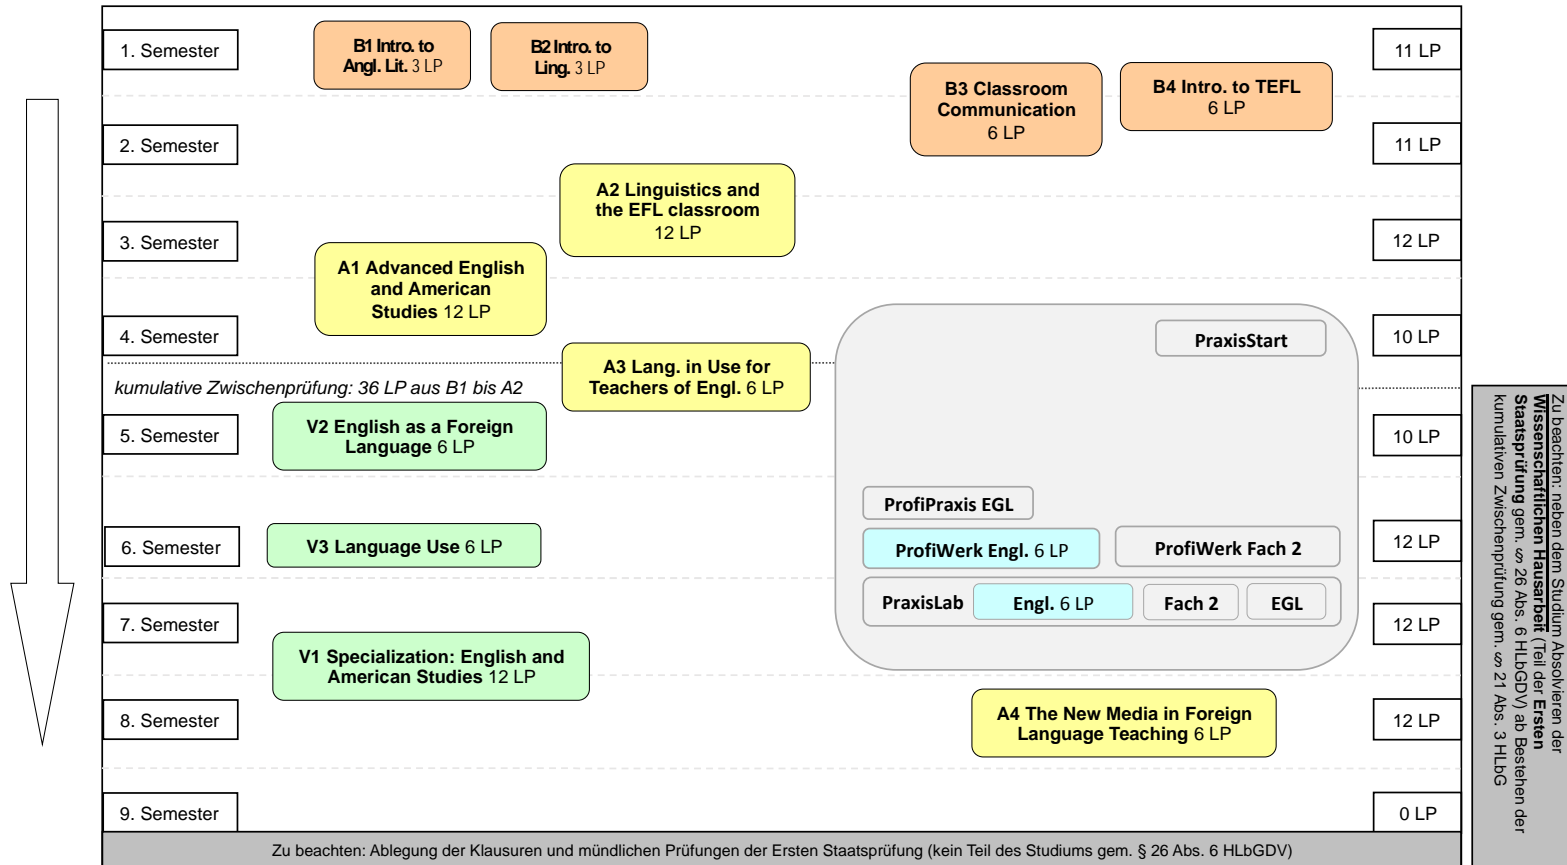 1. Semester
B1 Intro. to
Angl. Lit. 3 LP
B2 Intro. to
Ling. 3 LP
11 LP
B3 Classroom
Communication
6 LP
B4 Intro. to TEFL
6 LP
2. Semester
11 LP
A2 Linguistics and
the EFL classroom
12 LP
3. Semester
12 LP
A1 Advanced English
and American
Studies 12 LP
4. Semester
PraxisStart
10 LP
A3 Lang. in Use for
Teachers of Engl. 6 LP
kumulative Zwischenprüfung: 36 LP aus B1 bis A2
V2 English as a Foreign
Language 6 LP
5. Semester
10 LP
ProfiPraxis EGL
6. Semester
V3 Language Use 6 LP
ProfiWerk Engl. 6 LP
ProfiWerk Fach 2
12 LP
PraxisLab
Engl. 6 LP
Fach 2
EGL
7. Semester
12 LP
V1 Specialization: English and
American Studies 12 LP
8. Semester
A4 The New Media in Foreign
Language Teaching 6 LP
12 LP
9. Semester
0 LP
Zu beachten: Ablegung der Klausuren und mündlichen Prüfungen der Ersten Staatsprüfung (kein Teil des Studiums gem. § 26 Abs. 6 HLbGDV)
Zu beachten: neben dem Studium Absolvieren der
Wissenschaftlichen Hausarbeit (Teil der Ersten
Staatsprüfung gem. § 26 Abs. 6 HLbGDV) ab Bestehen der
kumulativen Zwischenprüfung gem. § 21 Abs. 3 HLbG